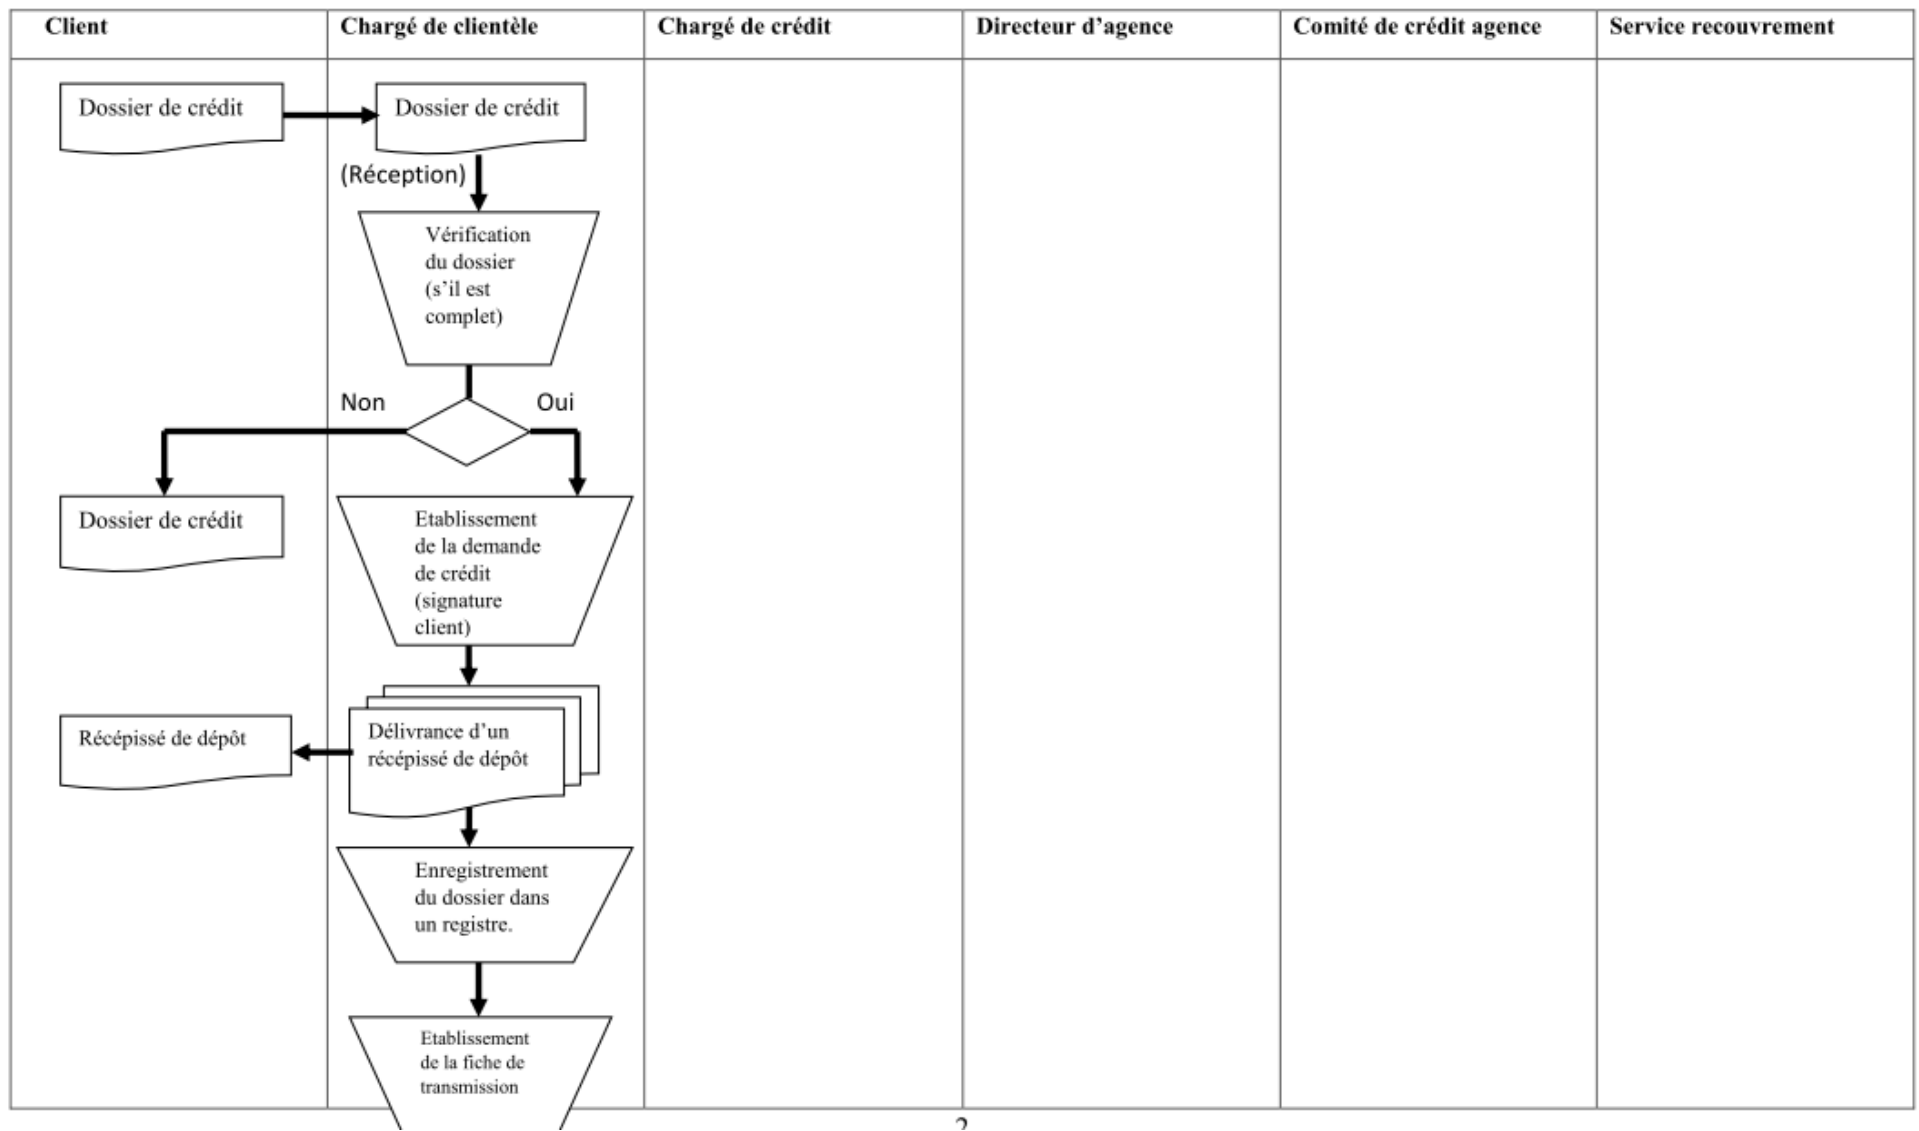 Client
Chargé de clientèle
Chargé de crédit
Directeur d’agence
Comité de crédit agence
Service recouvrement
Dossier de crédit
Dossier de crédit
(Réception)
Vérification
du dossier
(s’il est
complet)
Non
Oui
Dossier de crédit
Etablissement
de la demande
de crédit
(signature
client)
Récépissé de dépôt
Délivrance d’un
récépissé de dépôt
Enregistrement
du dossier dans
un registre.
Etablissement
de la fiche de
transmission
2